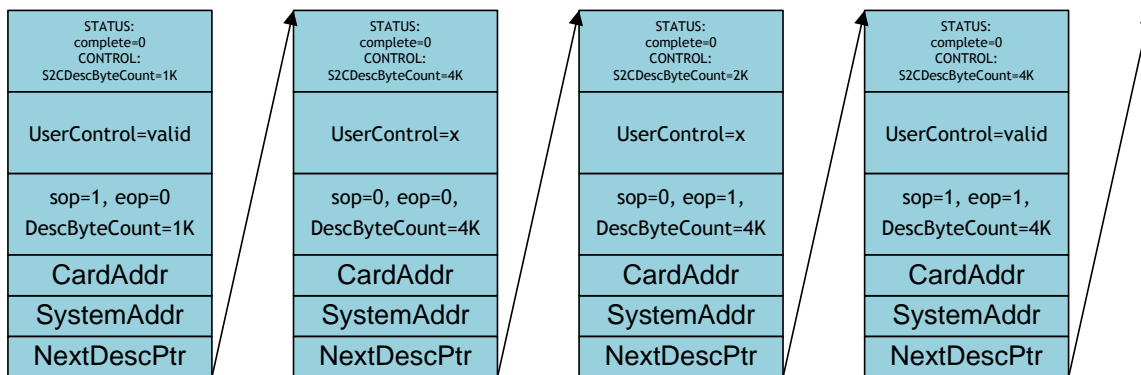 STATUS:
complete=0
CONTROL:
S2CDescByteCount=1K
UserControl=valid
sop=1, eop=0
DescByteCount=1K
CardAddr
SystemAddr
NextDescPtr
STATUS:
complete=0
CONTROL:
S2CDescByteCount=4K
UserControl=x
sop=0, eop=0,
DescByteCount=4K
CardAddr
SystemAddr
NextDescPtr
STATUS:
complete=0
CONTROL:
S2CDescByteCount=2K
UserControl=x
sop=0, eop=1,
DescByteCount=4K
CardAddr
SystemAddr
NextDescPtr
STATUS:
complete=0
CONTROL:
S2CDescByteCount=4K
UserControl=valid
sop=1, eop=1,
DescByteCount=4K
CardAddr
SystemAddr
NextDescPtr